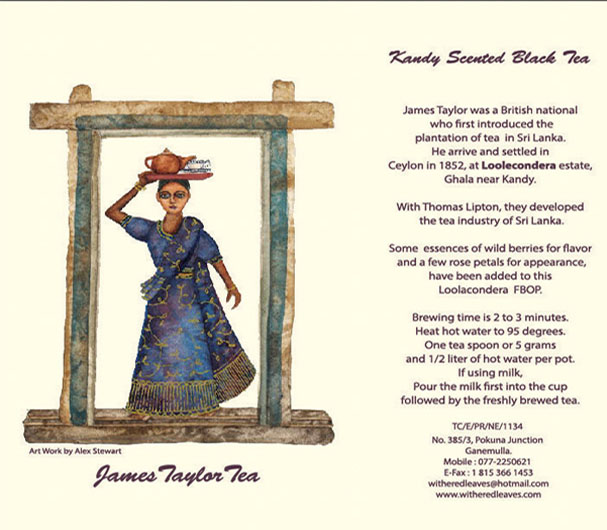 Kandy Scented Black Tea
James Taylor was a British national
who first introduced the
plantation of tea in Sri Lanka.
He arrive and settled in
Ceylon in 1852, at Loolecondera estate,
Ghala near Kandy.
With Thomas Lipton, they developed
the tea industry of Sri Lanka.
Some essences of wild berries for flavor
and a few rose petals for appearance,
have been added to this
Loolacondera FBOP.
Brewing time is 2 to 3 minutes.
Heat hot water to 95 degrees.
One tea spoon or 5 grams
and 1/2 liter of hot water per pot.
If using milk,
Pour the milk first into the cup
followed by the freshly brewed tea.
TC/E/PR/NE/1134
No. 385/3, Pokuna Junction
Ganemulla.
Mobile : 077-2250621
E-Fax : 1 815 366 1453
witheredleaves@hotmail.com
www.witheredleaves.com
Art Work by Alex Stewart
James Taylor Tea